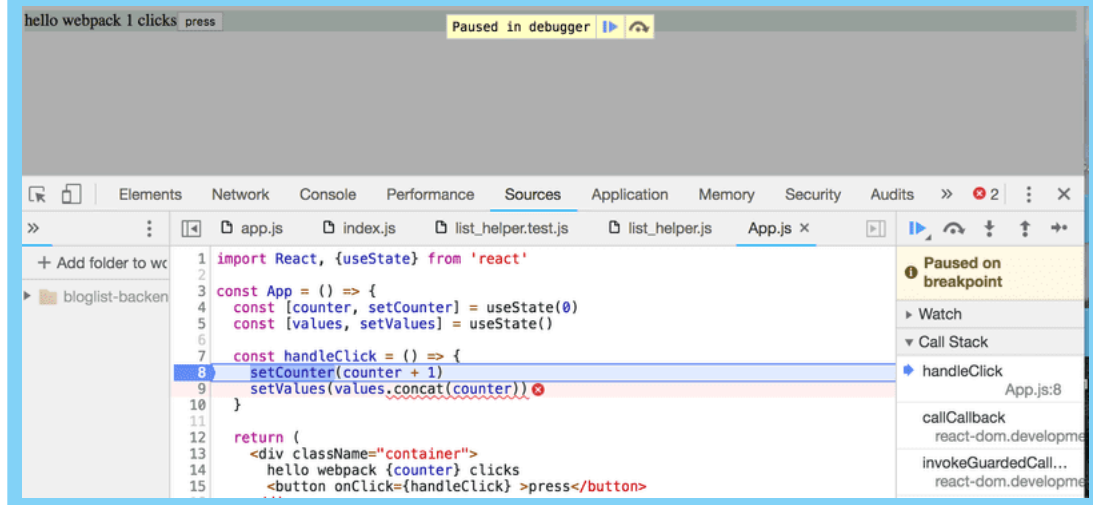 hello webpack 1 clicks press
Paused in debugger
Elements Network Console Performance Sources Application Memory Security Audits » 2
» app.js index.js list_helper.test.js list_helper.js App.js ×
+ Add folder to wc
bloglist-backen
1 import React, {useState} from 'react'
2
3 const App = () => {
4 const [counter, setCounter] = useState(0)
5 const [values, setValues] = useState()
6
7 const handleClick = () => {
8 setCounter(counter + 1)
9 setValues(values.concat(counter))
10 }
11
12 return (
13 <div className="container">
14 hello webpack {counter} clicks
15 <button onClick={handleClick} >press</button>
Paused on
breakpoint
Watch
Call Stack
handleClick
App.js:8
callCallback
react-dom.developme
invokeGuardedCall...
react-dom.developme